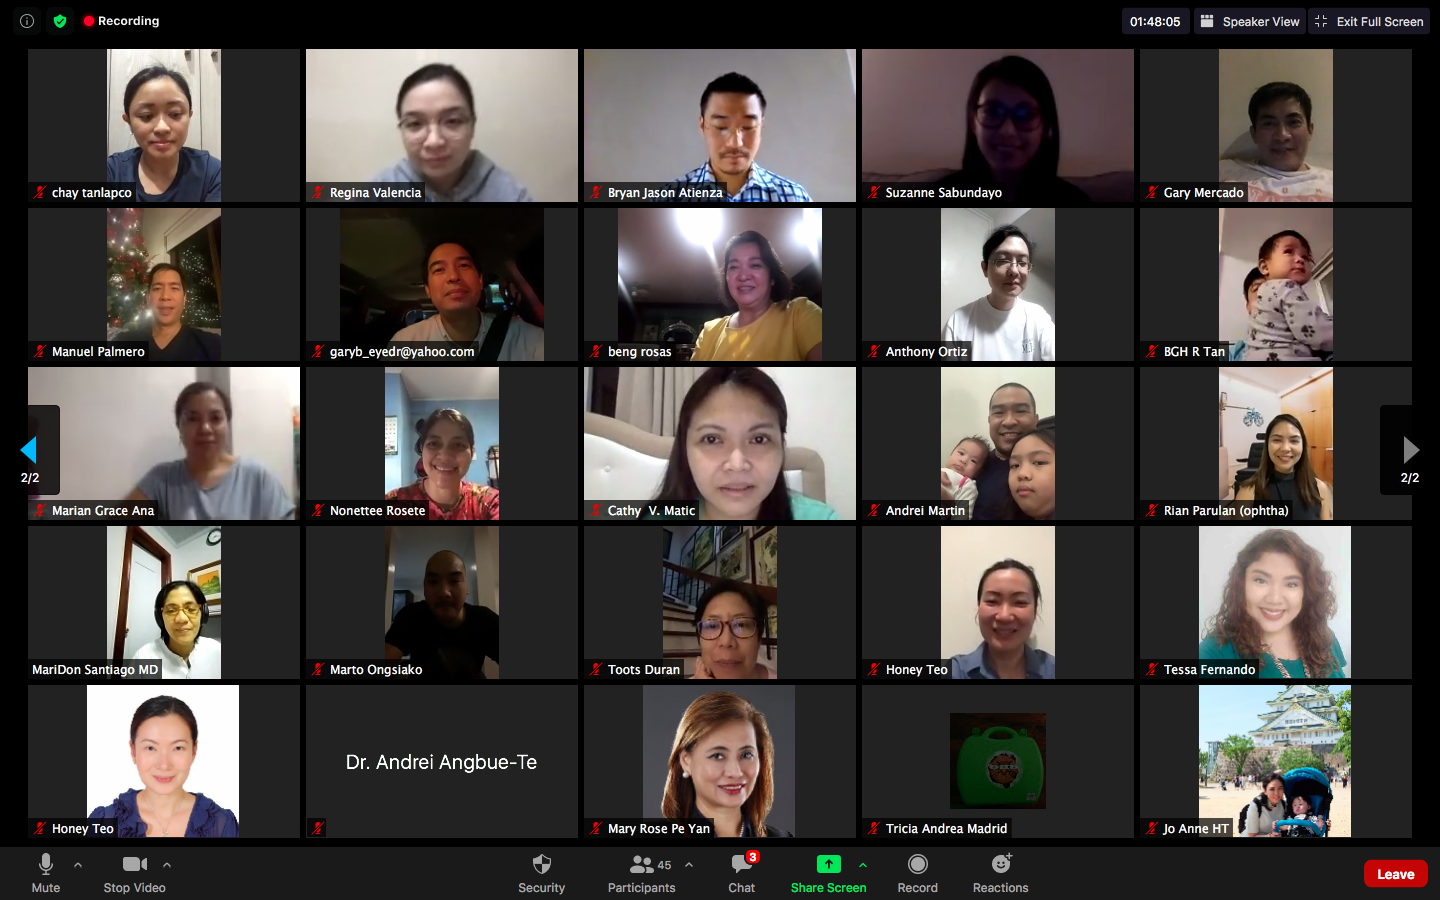 Recording
01:48:05
Speaker View
Exit Full Screen
chay tanlapco
Regina Valencia
Bryan Jason Atienza
Suzanne Sabundayo
Gary Mercado
Manuel Palmero
garyb_eyedr@yahoo.com
beng rosas
Anthony Ortiz
BGH R Tan
2/2
2/2
Marian Grace Ana
Nonettee Rosete
Cathy V. Matic
Andrei Martin
Rian Parulan (ophtha)
MariDon Santiago MD
Marto Ongsiako
Toots Duran
Honey Teo
Tessa Fernando
Dr. Andrei Angbue-Te
Honey Teo
Mary Rose Pe Yan
Tricia Andrea Madrid
Jo Anne HT
Mute
Stop Video
Security
45
Participants
3
Chat
Share Screen
Record
Reactions
Leave